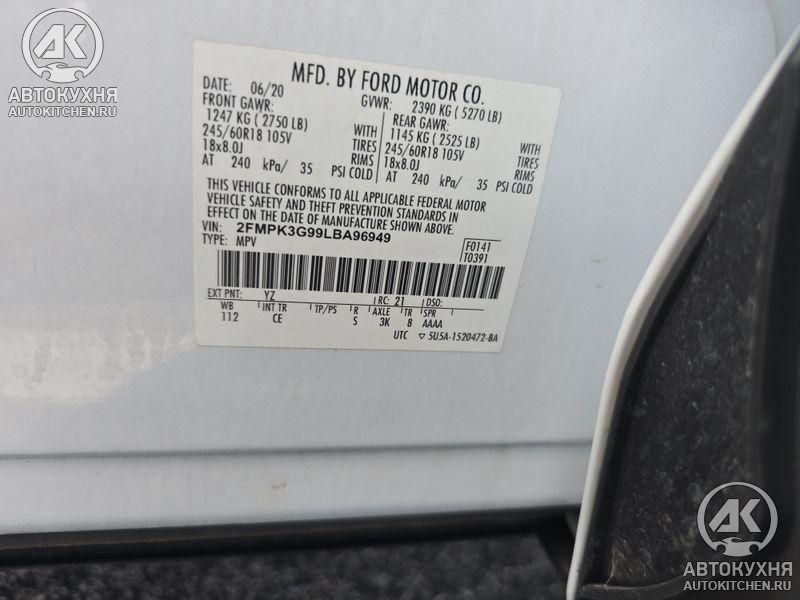 AK
АВТОКУХНЯ
AUTOKITCHEN.RU
MFD. BY FORD MOTOR CO.
DATE: 06/20 GVWR: 2390 KG ( 5270 LB)
FRONT GAWR: REAR GAWR:
1247 KG ( 2750 LB) WITH 1145 KG ( 2525 LB) WITH
245/60R18 105V TIRES 245/60R18 105V TIRES
18x8.0J RIMS 18x8.0J RIMS
AT 240 kPa/ 35 PSI COLD AT 240 kPa/ 35 PSI COLD
THIS VEHICLE CONFORMS TO ALL APPLICABLE FEDERAL MOTOR
VEHICLE SAFETY AND THEFT PREVENTION STANDARDS IN
EFFECT ON THE DATE OF MANUFACTURE SHOWN ABOVE.
VIN: 2FMPK3G99LBA96949 F0141
TYPE: MPV T0391
EXT PNT: YZ RC: 21 DSO:
WB INT TR TP/PS R AXLE TR SPR
112 CE S 3K 8 AAAA
UTC ▽ 5U5A-1520472-BA
AK
АВТОКУХНЯ
AUTOKITCHEN.RU